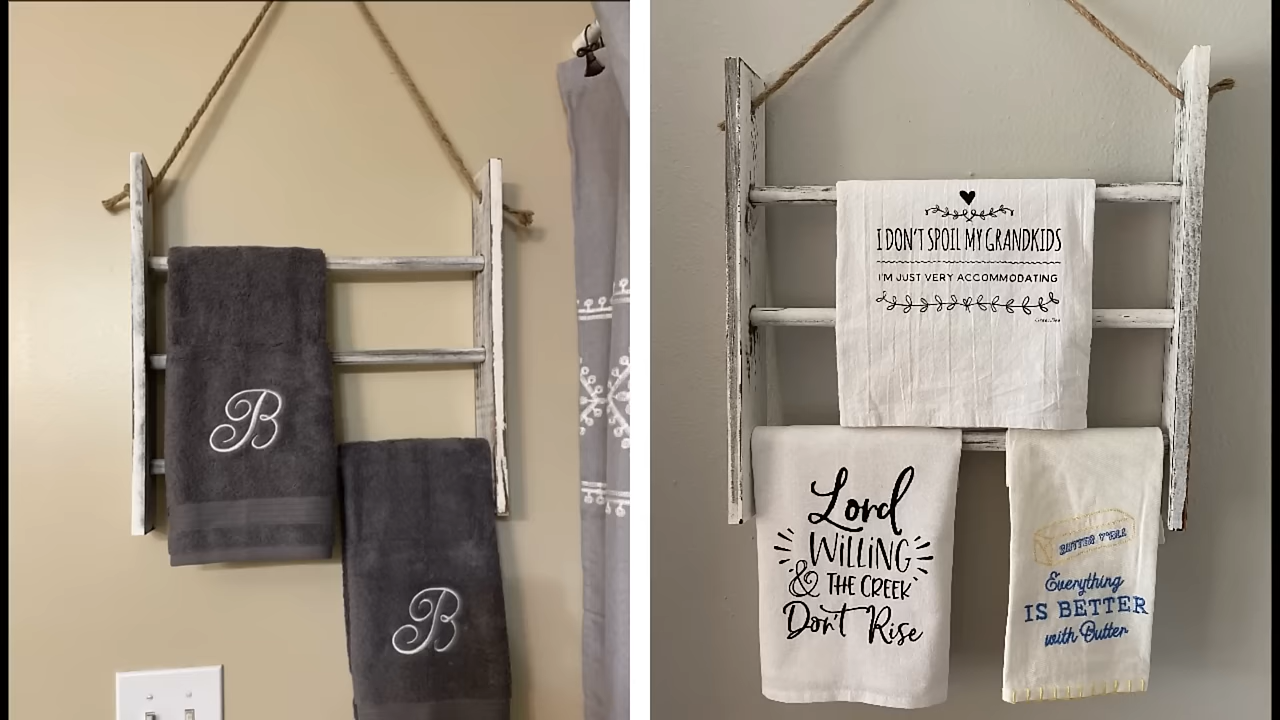 B
B
I DON'T SPOIL MY GRANDKIDS
I'M JUST VERY ACCOMMODATING
Lord
WILLING
& THE CREEK
Don't Rise
BUTTER Y'ALL
Everything
IS BETTER
with Butter